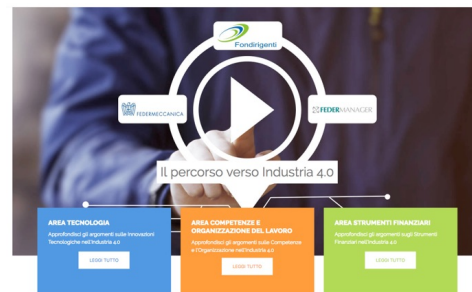 Fondirigenti
FEDERMECCANICA
FEDERMANAGER
Il percorso verso Industria 4.0
AREA TECNOLOGIA
Approfondisci gli argomenti sulle Innovazioni
Tecnologiche nell'Industria 4.0
LEGGI TUTTO
AREA COMPETENZE E
ORGANIZZAZIONE DEL LAVORO
Approfondisci gli argomenti sulle Competenze
e l'Organizzazione nell'Industria 4.0
LEGGI TUTTO
AREA STRUMENTI FINANZIARI
Approfondisci gli argomenti sugli Strumenti
Finanziari nell'Industria 4.0
LEGGI TUTTO